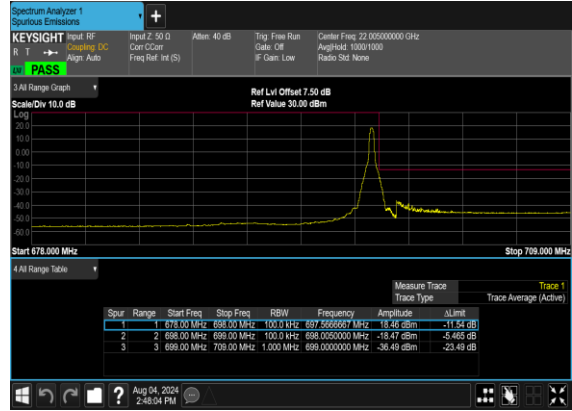 Spectrum Analyzer 1
Spurious Emissions
+
KEYSIGHT Input: RF Input Z: 50 Ω Atten: 40 dB Trig: Free Run Center Freq: 22.005000000 GHz
R T Coupling: DC Corr CCorr Gate: Off Avg|Hold: 1000/1000
Align: Auto Freq Ref: Int (S) IF Gain: Low Radio Std: None
PASS
3 All Range Graph
Ref Lvl Offset 7.50 dB
Scale/Div 10.0 dB Ref Value 30.00 dBm
Log
20.0
10.0
0.00
-10.0
-20.0
-30.0
-40.0
-50.0
-60.0
Start 678.000 MHz Stop 709.000 MHz
4 All Range Table
Measure Trace Trace 1
Trace Type Trace Average (Active)
Spur Range Start Freq Stop Freq RBW Frequency Amplitude ΔLimit
1 1 678.00 MHz 698.00 MHz 100.0 kHz 697.5666667 MHz 18.46 dBm -11.54 dB
2 2 698.00 MHz 699.00 MHz 100.0 kHz 698.0050000 MHz -18.47 dBm -5.465 dB
3 3 699.00 MHz 709.00 MHz 1.000 MHz 699.0000000 MHz -36.49 dBm -23.49 dB
? Aug 04, 2024
2:48:04 PM